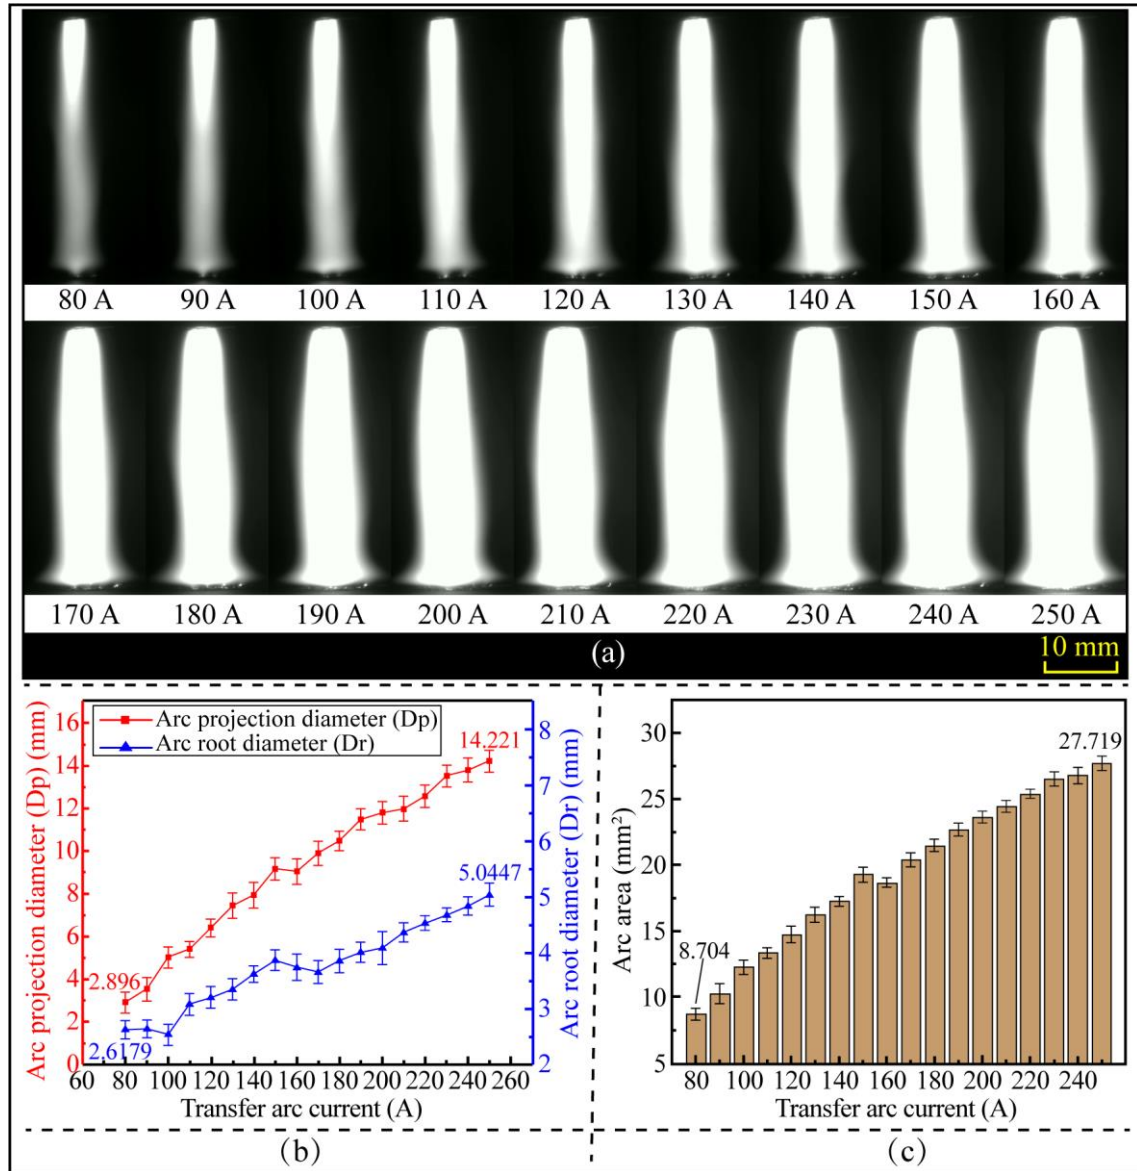 80 A 90 A 100 A 110 A 120 A 130 A 140 A 150 A 160 A
170 A 180 A 190 A 200 A 210 A 220 A 230 A 240 A 250 A
(a)
10 mm
Arc projection diameter (Dp) (mm)
16
14
12
10
8
6
4
2
0
Arc projection diameter (Dp)
Arc root diameter (Dr)
14.221
5.0447
2.896
2.6179
8
7
6
5
4
3
2
Arc root diameter (Dr) (mm)
60 80 100 120 140 160 180 200 220 240 260
Transfer arc current (A)
(b)
Arc area (mm²)
30
25
20
15
10
5
27.719
8.704
80 100 120 140 160 180 200 220 240
Transfer arc current (A)
(c)